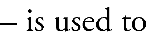 – is used to